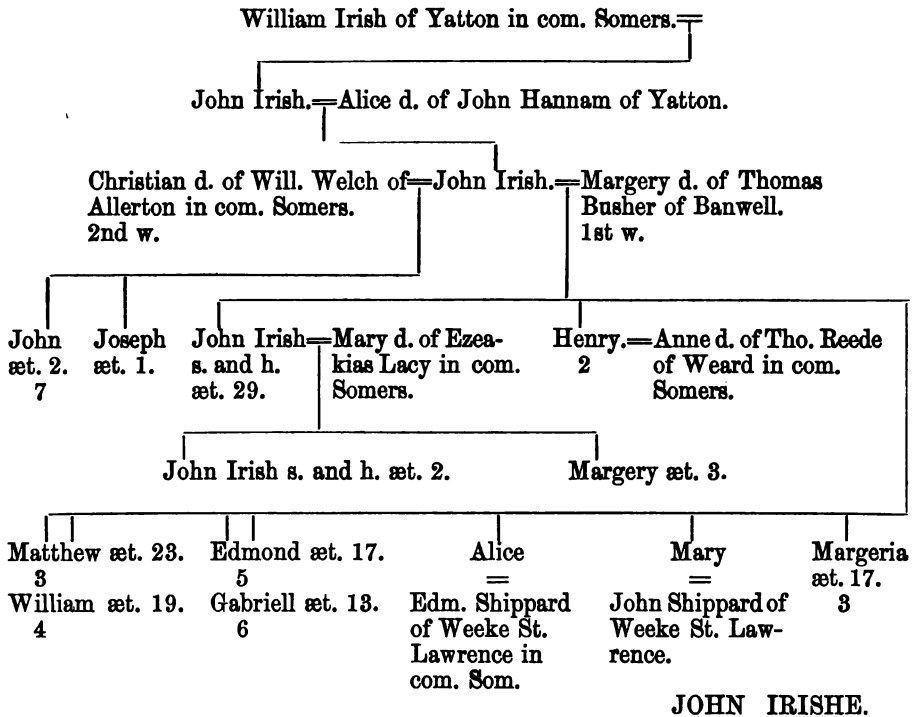 William Irish of Yatton in com. Somers.=
John Irish.=Alice d. of John Hannam of Yatton.
Christian d. of Will. Welch of=John Irish.=Margery d. of Thomas
Allerton in com. Somers.
2nd w.
Busher of Banwell.
1st w.
John
æt. 2.
7
Joseph
æt. 1.
John Irish=Mary d. of Ezea-
s. and h.
æt. 29.
kias Lacy in com.
Somers.
Henry.=Anne d. of Tho. Reede
2
of Weard in com.
Somers.
John Irish s. and h. æt. 2.
Margery æt. 3.
Matthew æt. 23.
3
William æt. 19.
4
Edmond æt. 17.
5
Gabriell æt. 13.
6
Alice
=
Edm. Shippard
of Weeke St.
Lawrence in
com. Som.
Mary
=
John Shippard of
Weeke St. Law-
rence.
Margeria
æt. 17.
3
JOHN IRISHE.